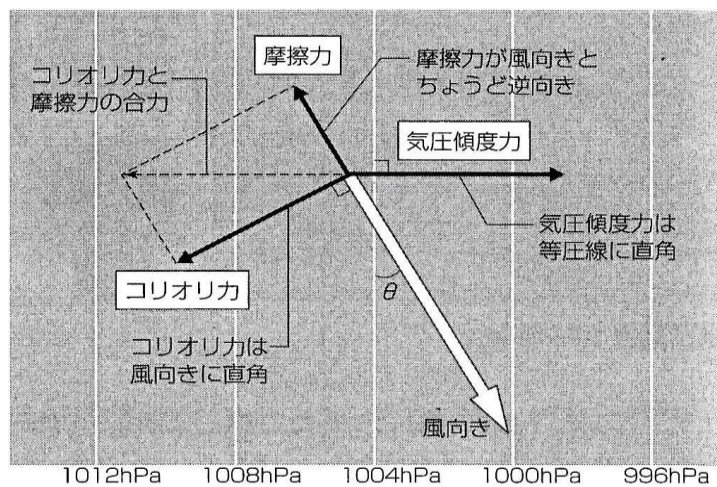 摩擦力
コリオリ力と
摩擦力の合力
摩擦力が風向きと
ちょうど逆向き
気圧傾度力
気圧傾度力は
等圧線に直角
コリオリ力
θ
コリオリ力は
風向きに直角
風向き
1012hPa 1008hPa 1004hPa 1000hPa 996hPa